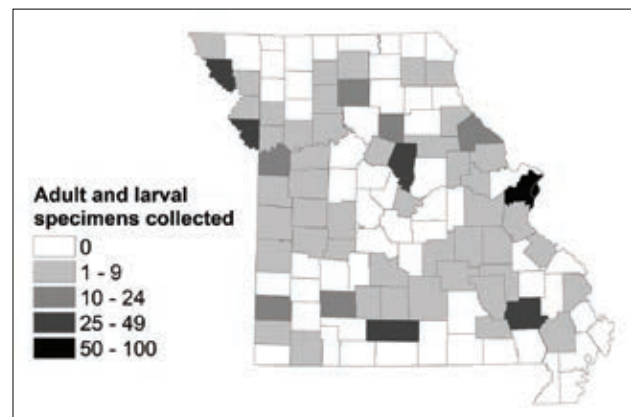 Adult and larval
specimens collected
0
1 - 9
10 - 24
25 - 49
50 - 100